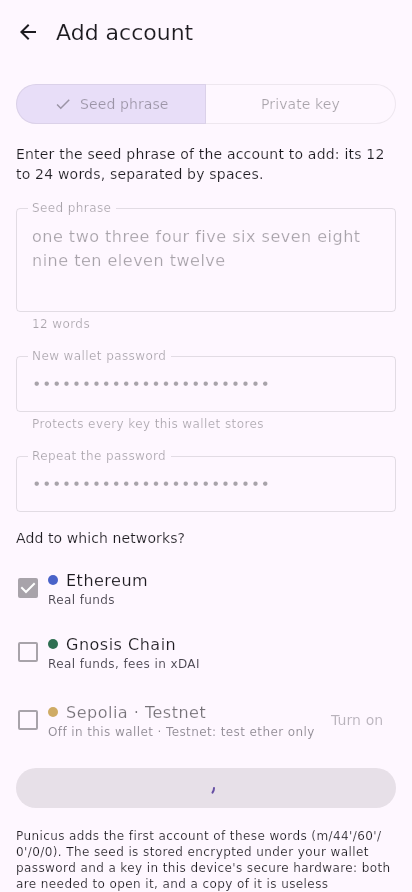 Add account
Seed phrase
Private key
Enter the seed phrase of the account to add: its 12
to 24 words, separated by spaces.
Seed phrase
one two three four five six seven eight
nine ten eleven twelve
12 words
New wallet password
••••••••••••••••••••••••
Protects every key this wallet stores
Repeat the password
••••••••••••••••••••••••
Add to which networks?
Ethereum
Real funds
Gnosis Chain
Real funds, fees in xDAI
Sepolia · Testnet
Off in this wallet · Testnet: test ether only
Turn on
Punicus adds the first account of these words (m/44'/60'/
0'/0/0). The seed is stored encrypted under your wallet
password and a key in this device's secure hardware: both
are needed to open it, and a copy of it is useless